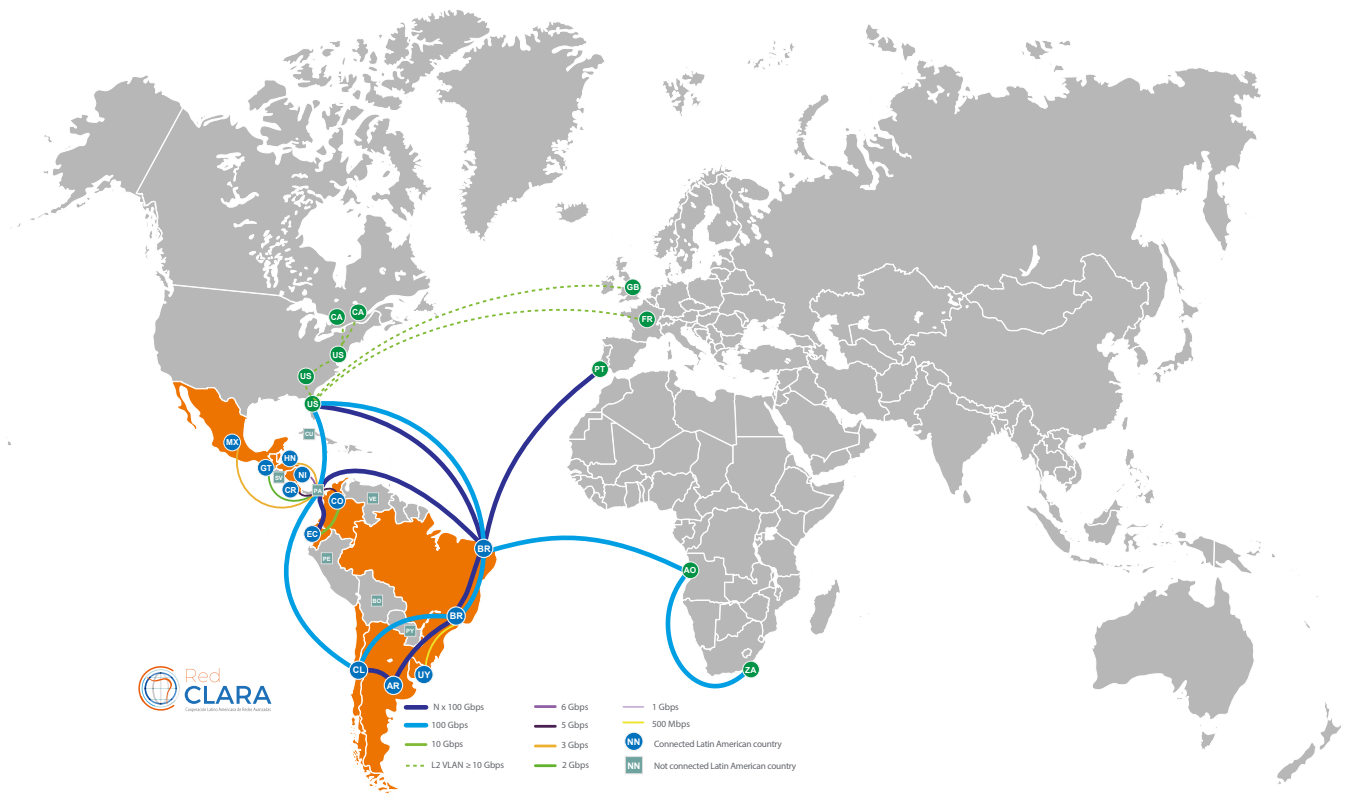 GB
CA
CA
FR
US
PT
US
US
CU
MX
HN
GT
NI
SV
CR
PA
VE
CO
EC
BR
PE
AO
BO
BR
PY
CL
UY
ZA
AR
Red
CLARA
Cooperación Latino Americana de Redes Avanzadas
N x 100 Gbps
100 Gbps
10 Gbps
L2 VLAN ≥ 10 Gbps
6 Gbps
5 Gbps
3 Gbps
2 Gbps
1 Gbps
500 Mbps
NN Connected Latin American country
NN Not connected Latin American country